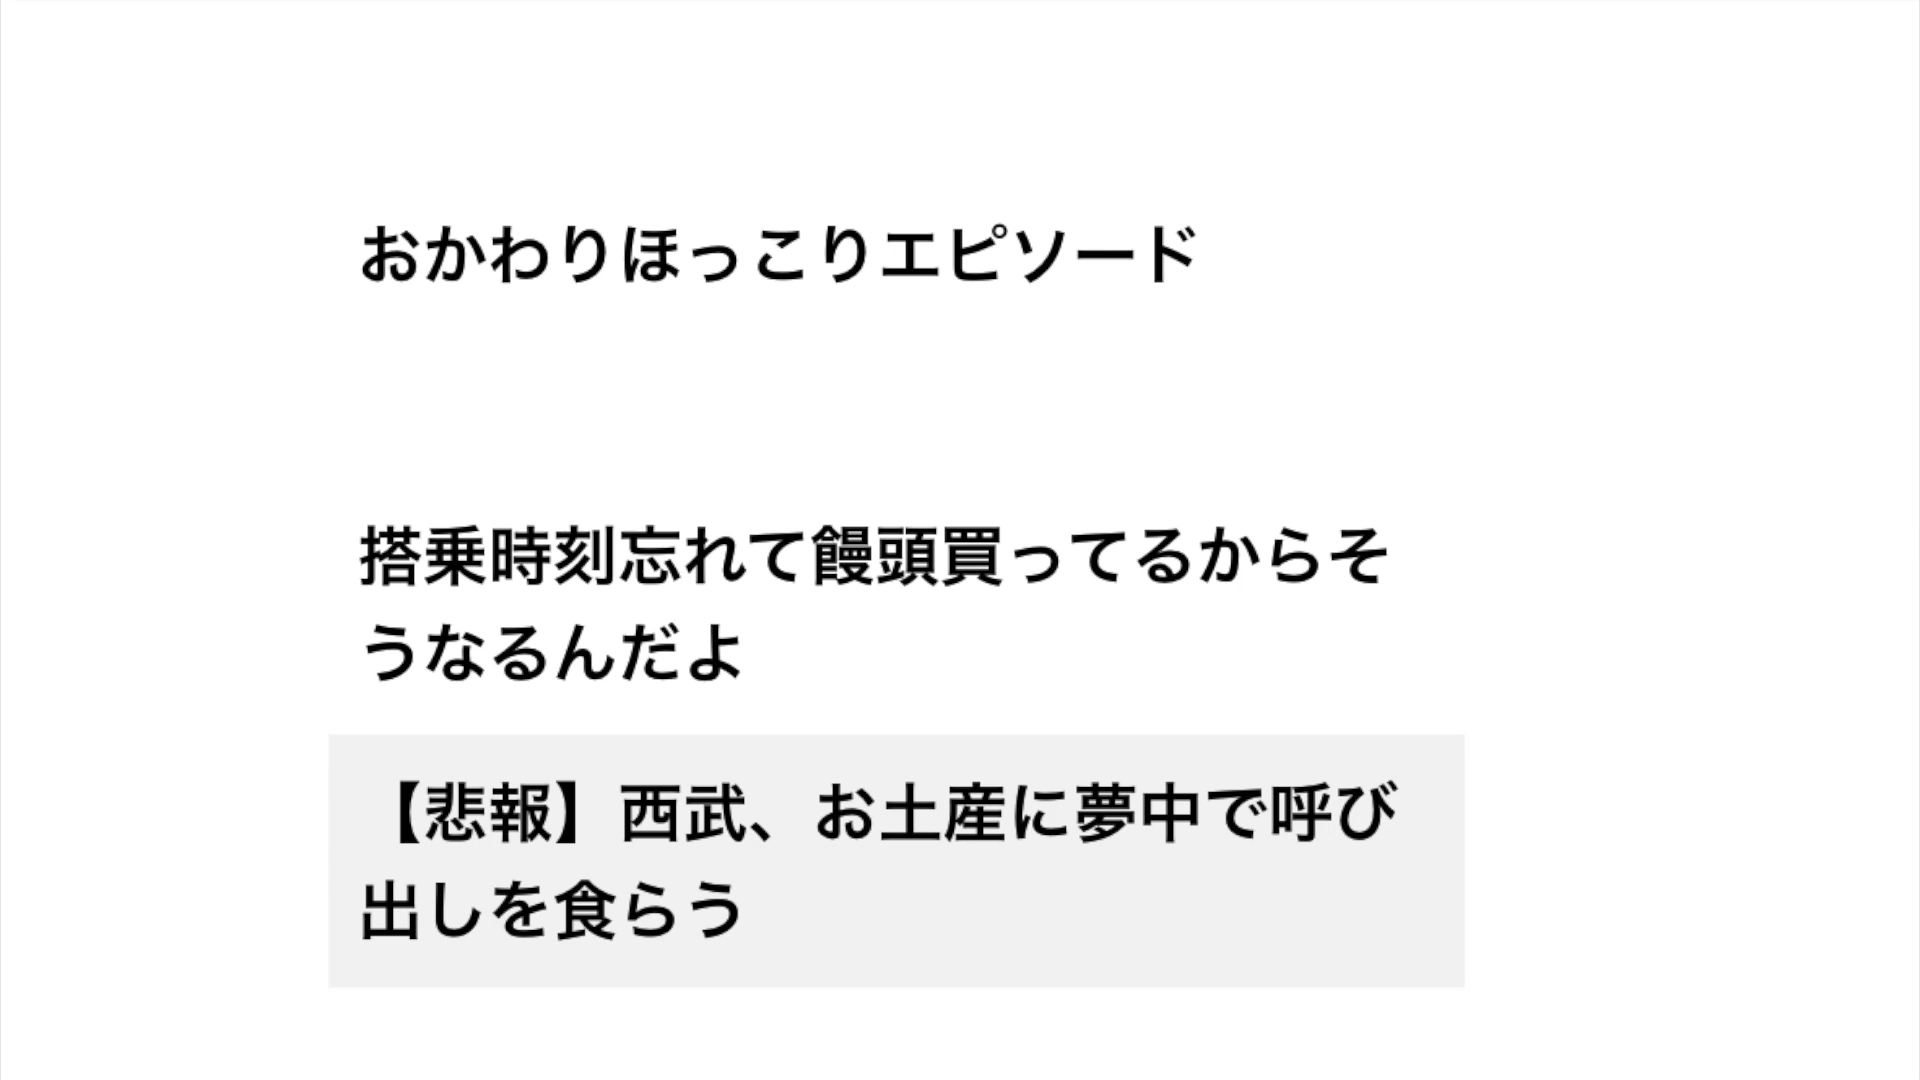 おかわりほっこりエピソード
搭乗時刻忘れて饅頭買ってるからそ
うなるんだよ
【悲報】西武、お土産に夢中で呼び
出しを食らう